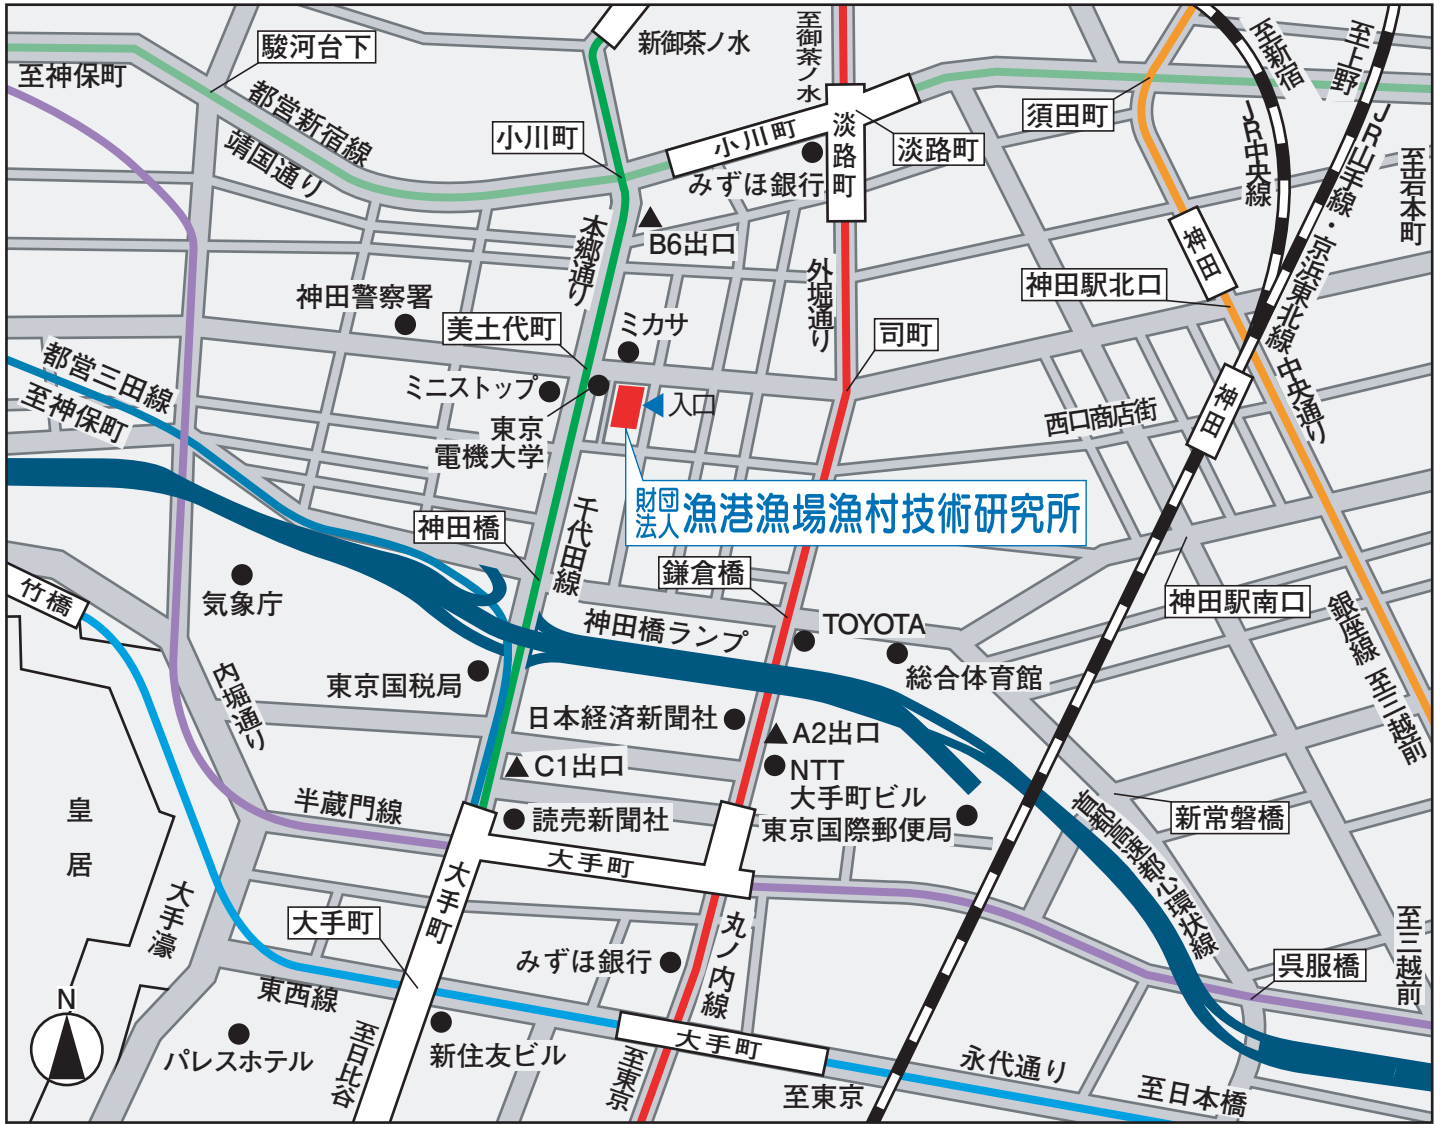 駿河台下
至神保町
都営新宿線
靖国通り
新御茶ノ水
至御茶ノ水
小川町
小川町
淡路町
淡路町
みずほ銀行
須田町
至新宿
至上野
JR中央線
JR山手線・京浜東北線
至岩本町
本郷通り
B6出口
外堀通り
神田
神田駅北口
神田警察署
美土代町
ミカサ
司町
都営三田線
至神保町
ミニストップ
入口
東京
電機大学
西口商店街
神田
中央通り
財団
法人
漁港漁場漁村技術研究所
神田橋
千代田線
鎌倉橋
神田駅南口
竹橋
気象庁
神田橋ランプ
TOYOTA
総合体育館
銀座線
至三越前
東京国税局
内堀通り
日本経済新聞社
A2出口
C1出口
NTT
大手町ビル
東京国際郵便局
読売新聞社
半蔵門線
新常磐橋
首都高速都心環状線
皇居
大手濠
大手町
大手町
大手町
丸ノ内線
みずほ銀行
呉服橋
至三越前
N
東西線
パレスホテル
至日比谷
新住友ビル
至東京
大手町
至東京
永代通り
至日本橋